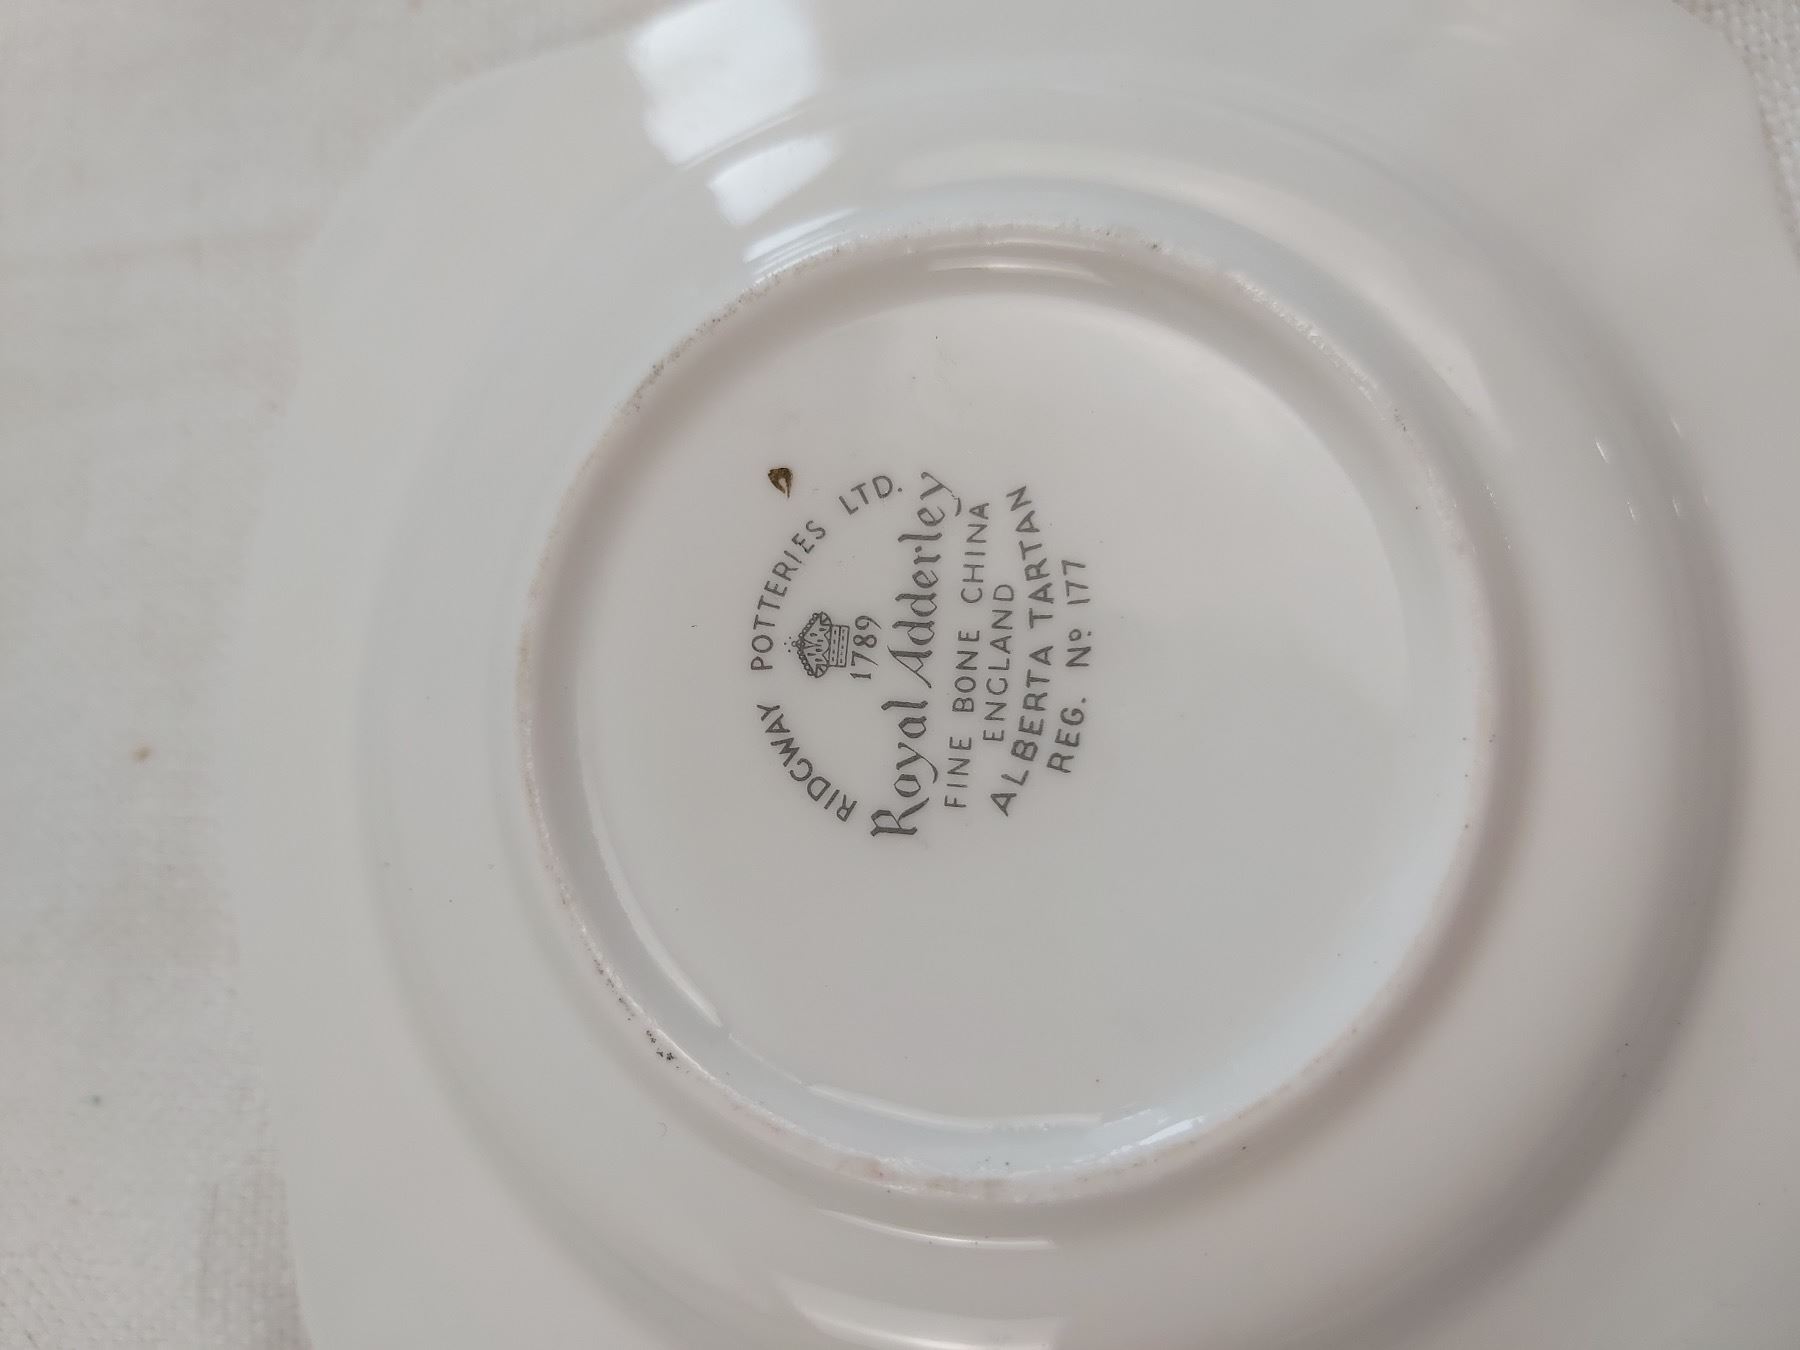 RIDGWAY POTTERIES LTD.
1789
Royal Adderley
FINE BONE CHINA
ENGLAND
ALBERTA TARTAN
REG. Nº 177